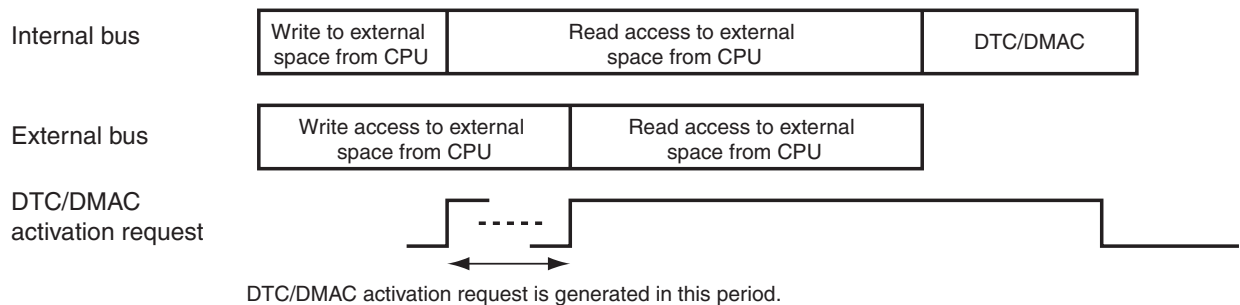 Internal bus
Write to external
space from CPU
Read access to external
space from CPU
DTC/DMAC
External bus
Write access to external
space from CPU
Read access to external
space from CPU
DTC/DMAC
activation request
DTC/DMAC activation request is generated in this period.